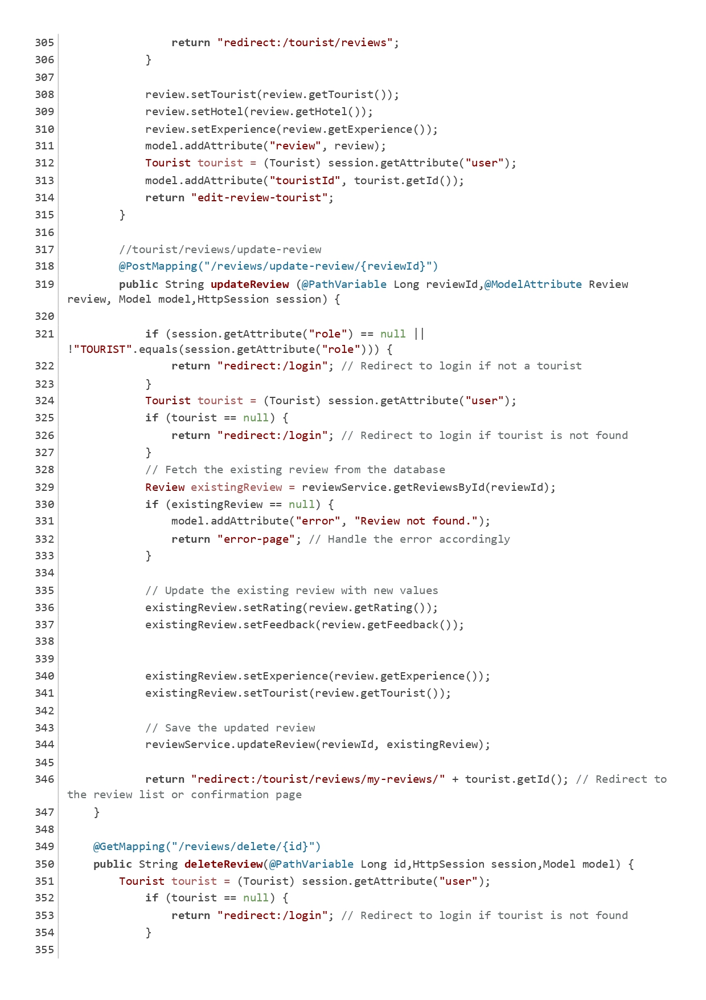 305                 return "redirect:/tourist/reviews";
306             }
307
308             review.setTourist(review.getTourist());
309             review.setHotel(review.getHotel());
310             review.setExperience(review.getExperience());
311             model.addAttribute("review", review);
312             Tourist tourist = (Tourist) session.getAttribute("user");
313             model.addAttribute("touristId", tourist.getId());
314             return "edit-review-tourist";
315         }
316
317         //tourist/reviews/update-review
318         @PostMapping("/reviews/update-review/{reviewId}")
319         public String updateReview (@PathVariable Long reviewId,@ModelAttribute Review
review, Model model,HttpSession session) {
320
321             if (session.getAttribute("role") == null ||
!"TOURIST".equals(session.getAttribute("role"))) {
322                 return "redirect:/login"; // Redirect to login if not a tourist
323             }
324             Tourist tourist = (Tourist) session.getAttribute("user");
325             if (tourist == null) {
326                 return "redirect:/login"; // Redirect to login if tourist is not found
327             }
328             // Fetch the existing review from the database
329             Review existingReview = reviewService.getReviewsById(reviewId);
330             if (existingReview == null) {
331                 model.addAttribute("error", "Review not found.");
332                 return "error-page"; // Handle the error accordingly
333             }
334
335             // Update the existing review with new values
336             existingReview.setRating(review.getRating());
337             existingReview.setFeedback(review.getFeedback());
338
339
340             existingReview.setExperience(review.getExperience());
341             existingReview.setTourist(review.getTourist());
342
343             // Save the updated review
344             reviewService.updateReview(reviewId, existingReview);
345
346             return "redirect:/tourist/reviews/my-reviews/" + tourist.getId(); // Redirect to
the review list or confirmation page
347     }
348
349     @GetMapping("/reviews/delete/{id}")
350     public String deleteReview(@PathVariable Long id,HttpSession session,Model model) {
351         Tourist tourist = (Tourist) session.getAttribute("user");
352             if (tourist == null) {
353                 return "redirect:/login"; // Redirect to login if tourist is not found
354             }
355